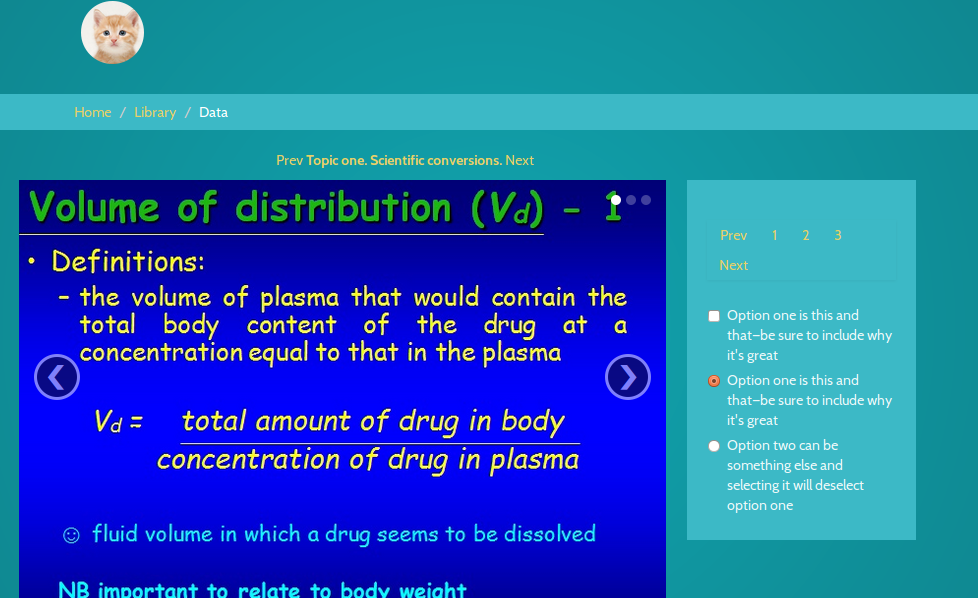 Home / Library / Data
Prev Topic one. Scientific conversions. Next
Volume of distribution (Vd) – 1
• Definitions:
– the volume of plasma that would contain the
total body content of the drug at a
concentration equal to that in the plasma
Vd = total amount of drug in body
concentration of drug in plasma
☺ fluid volume in which a drug seems to be dissolved
NB important to relate to body weight
Prev 1 2 3
Next
Option one is this and
that—be sure to include why
it's great
Option one is this and
that—be sure to include why
it's great
Option two can be
something else and
selecting it will deselect
option one